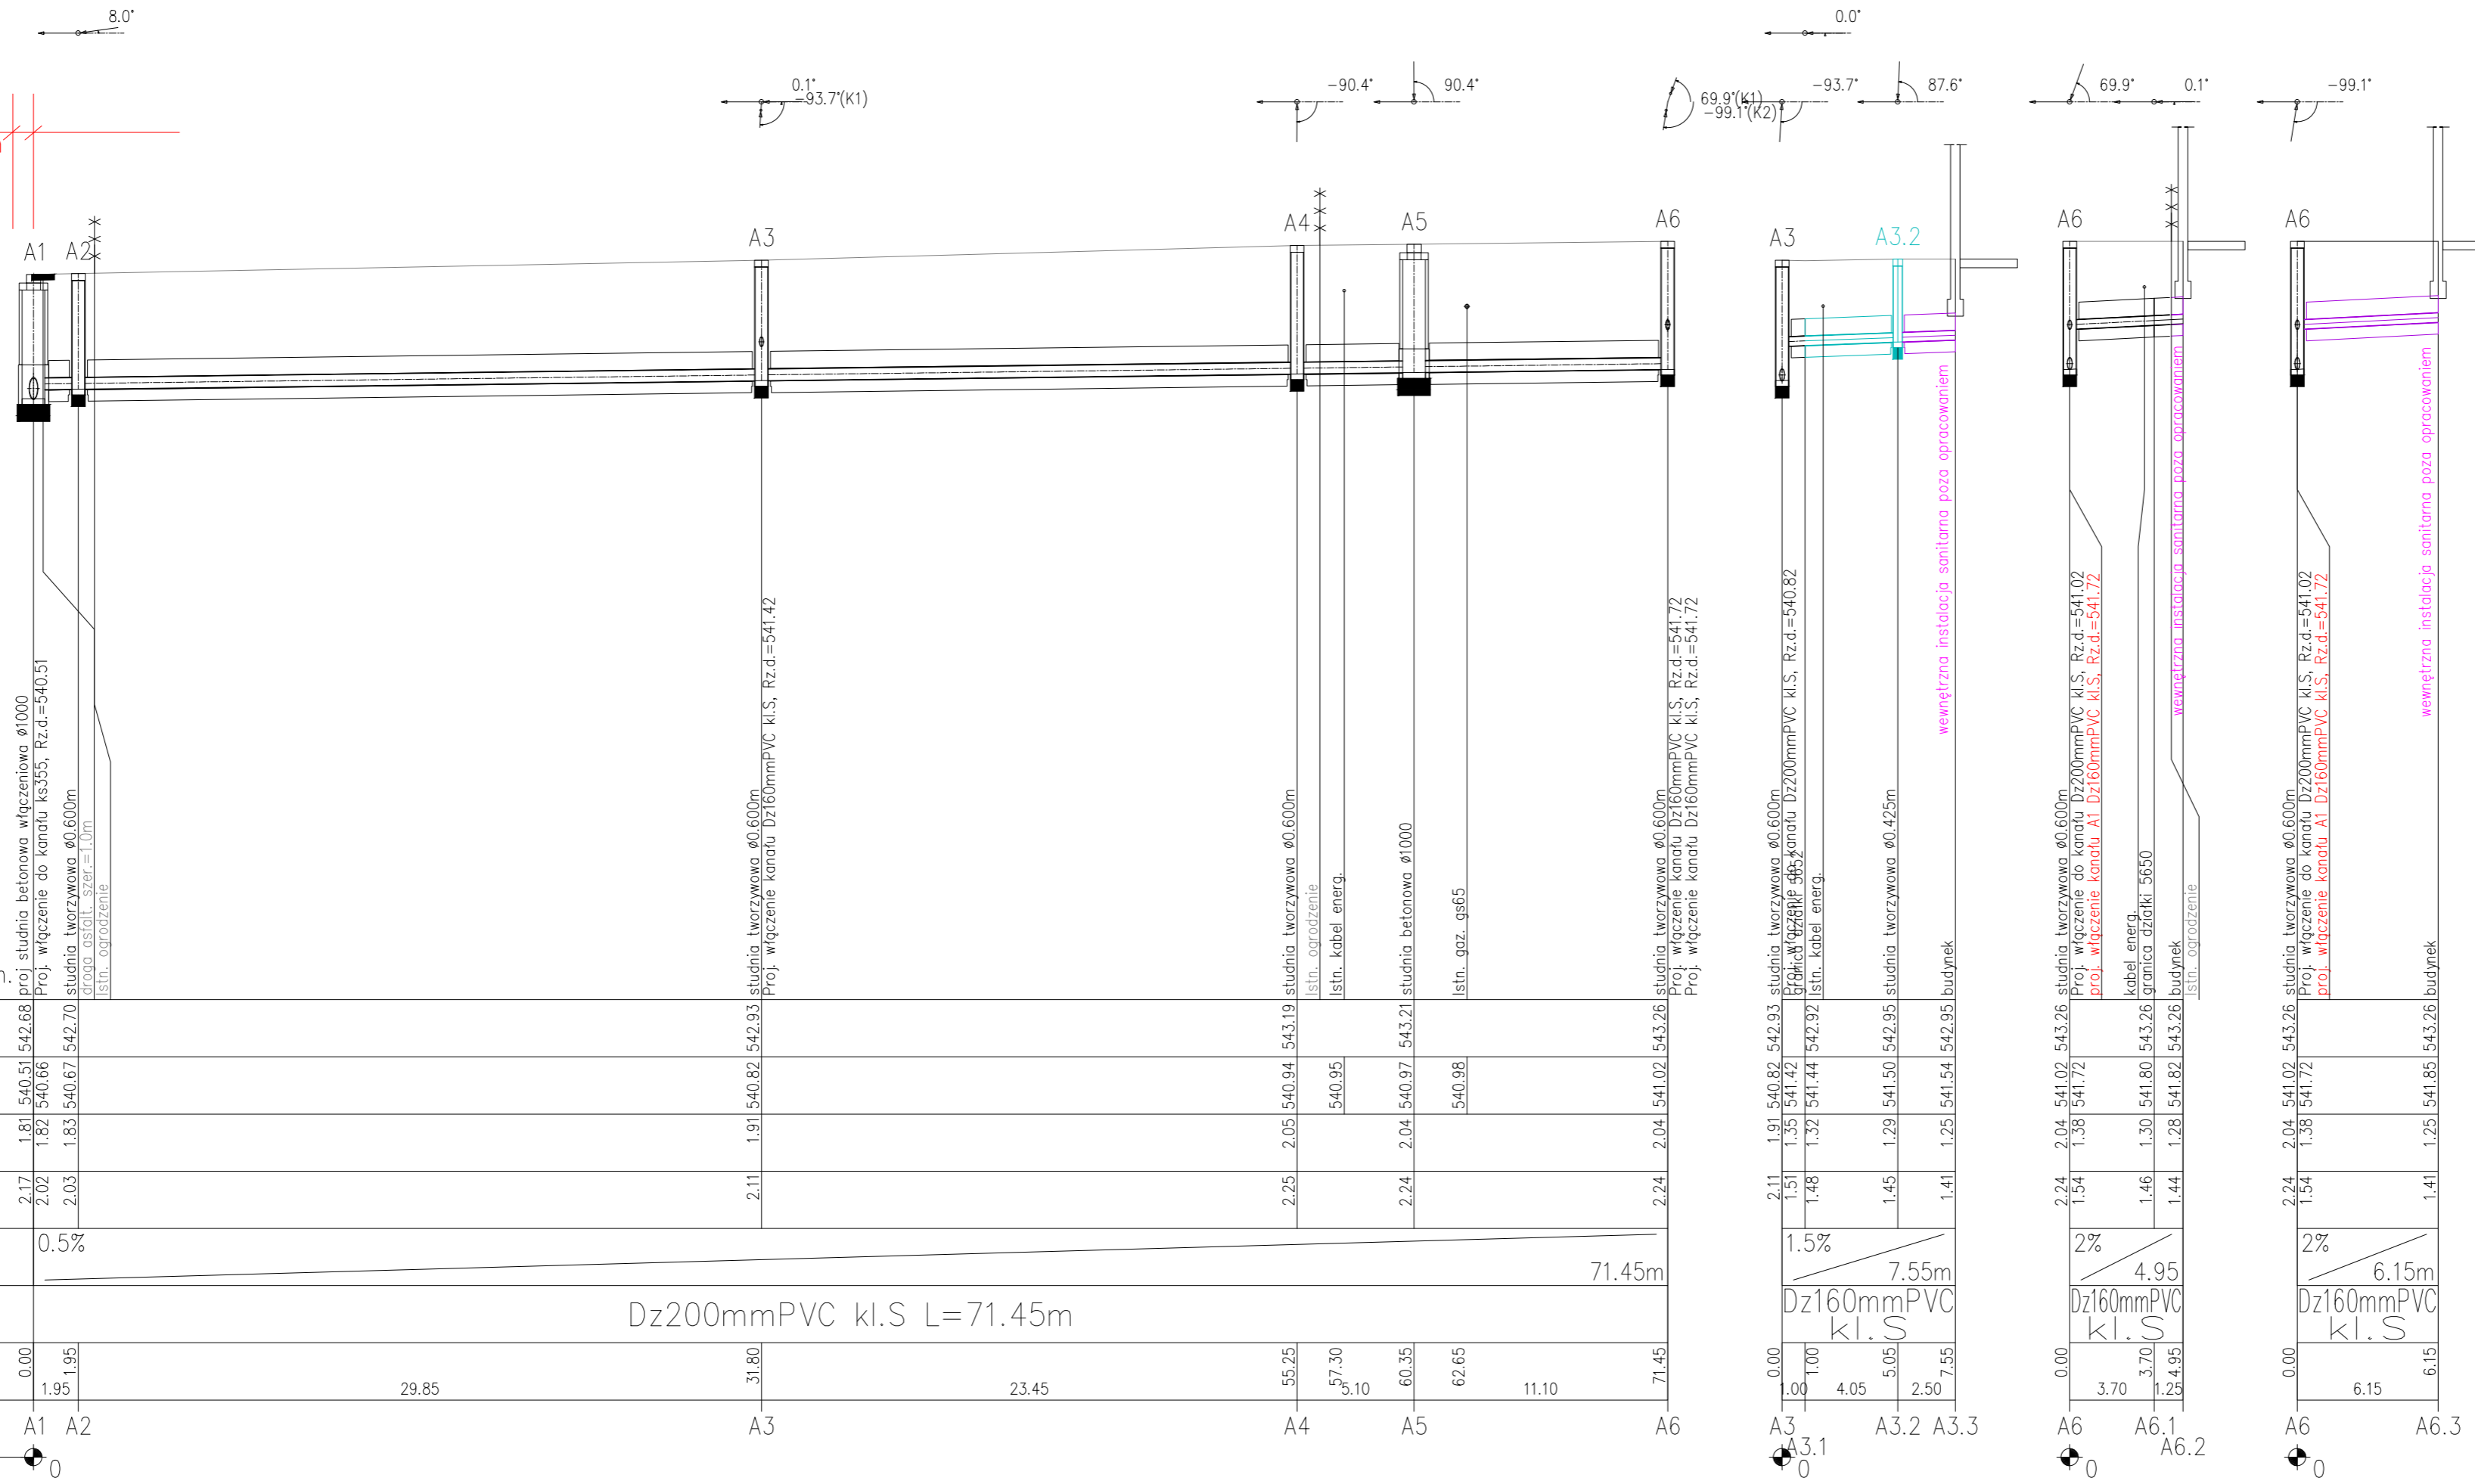 8.0°
0.0°
0.1°
-93.7°(K1)
-90.4°
90.4°
69.9°(K1)
-99.1°(K2)
-93.7°
87.6°
69.9°
0.1°
-99.1°
A1
A2
A3
A4
A5
A6
A3
A3.2
A6
A6
proj studnia betonowa włączeniowa ø1000
Proj. włączenie do kanału ks355, Rz.d.=540.51
studnia tworzywowa ø0.600m
droga asfalt. szer.=1.0m
Istn. ogrodzenie
studnia tworzywowa ø0.600m
Proj. włączenie kanału Dz160mmPVC kl.S, Rz.d.=541.42
studnia tworzywowa ø0.600m
Istn. ogrodzenie
Istn. kabel energ.
studnia betonowa ø1000
Istn. gaz. gs65
studnia tworzywowa ø0.600m
Proj. włączenie kanału Dz160mmPVC kl.S, Rz.d.=541.72
Proj. włączenie kanału Dz160mmPVC kl.S, Rz.d.=541.72
studnia tworzywowa ø0.600m
Proj. włączenie do kanału Dz200mmPVC kl.S, Rz.d.=540.82
granica działki 5652
Istn. kabel energ.
studnia tworzywowa ø0.425m
wewnętrzna instalacja sanitarna poza opracowaniem
budynek
studnia tworzywowa ø0.600m
Proj. włączenie do kanału Dz200mmPVC kl.S, Rz.d.=541.02
proj. włączenie kanału A1 Dz160mmPVC kl.S, Rz.d.=541.72
kabel energ.
granica działki 5650
wewnętrzna instalacja sanitarna poza opracowaniem
budynek
Istn. ogrodzenie
studnia tworzywowa ø0.600m
Proj. włączenie do kanału Dz200mmPVC kl.S, Rz.d.=541.02
proj. włączenie kanału A1 Dz160mmPVC kl.S, Rz.d.=541.72
wewnętrzna instalacja sanitarna poza opracowaniem
budynek
542.68 542.70 542.93 543.19 543.21 543.26 542.93 542.92 542.95 542.95 543.26 543.26 543.26 543.26 543.26
540.51 540.66 540.67 540.82 540.94 540.95 540.97 540.98 541.02 540.82 541.42 541.44 541.50 541.54 541.02 541.72 541.80 541.82 541.02 541.72 541.85
1.81 1.82 1.83 1.91 2.05 2.04 2.04 1.91 1.35 1.32 1.29 1.25 2.04 1.38 1.30 1.28 2.04 1.38 1.25
2.17 2.02 2.03 2.11 2.25 2.24 2.24 2.11 1.51 1.48 1.45 1.41 2.24 1.54 1.46 1.44 2.24 1.54 1.41
0.5%
71.45m
1.5%
7.55m
2%
4.95
2%
6.15m
Dz200mmPVC kl.S L=71.45m
Dz160mmPVC
kl.S
Dz160mmPVC
kl.S
Dz160mmPVC
kl.S
0.00 1.95 31.80 55.25 57.30 60.35 62.65 71.45 0.00 1.00 5.05 7.55 0.00 3.70 4.95 0.00 6.15
1.95 29.85 23.45 5.10 11.10 1.00 4.05 2.50 3.70 1.25 6.15
A1 A2 A3 A4 A5 A6 A3 A3.2 A3.3 A6 A6.1 A6 A6.3
A3.1 A6.2
0 0 0 0